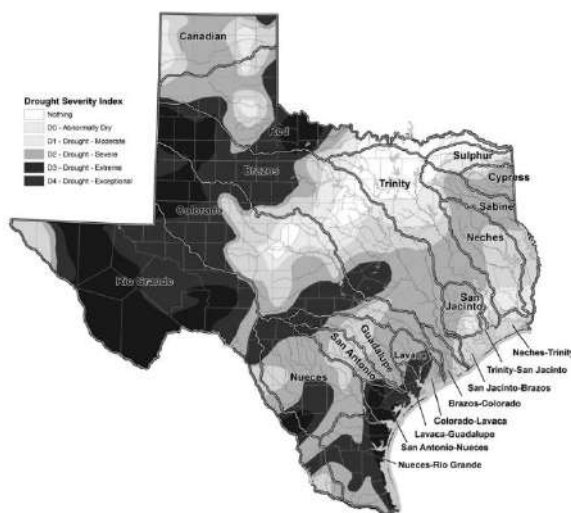 Canadian
Drought Severity Index
Nothing
D0 - Abnormally Dry
D1 - Drought - Moderate
D2 - Drought - Severe
D3 - Drought - Extreme
D4 - Drought - Exceptional
Red
Sulphur
Cypress
Brazos
Trinity
Sabine
Colorado
Neches
Rio Grande
San
Jacinto
Neches-Trinity
Guadalupe
Lavaca
San Antonio
Trinity-San Jacinto
Nueces
San Jacinto-Brazos
Brazos-Colorado
Colorado-Lavaca
Lavaca-Guadalupe
San Antonio-Nueces
Nueces-Rio Grande